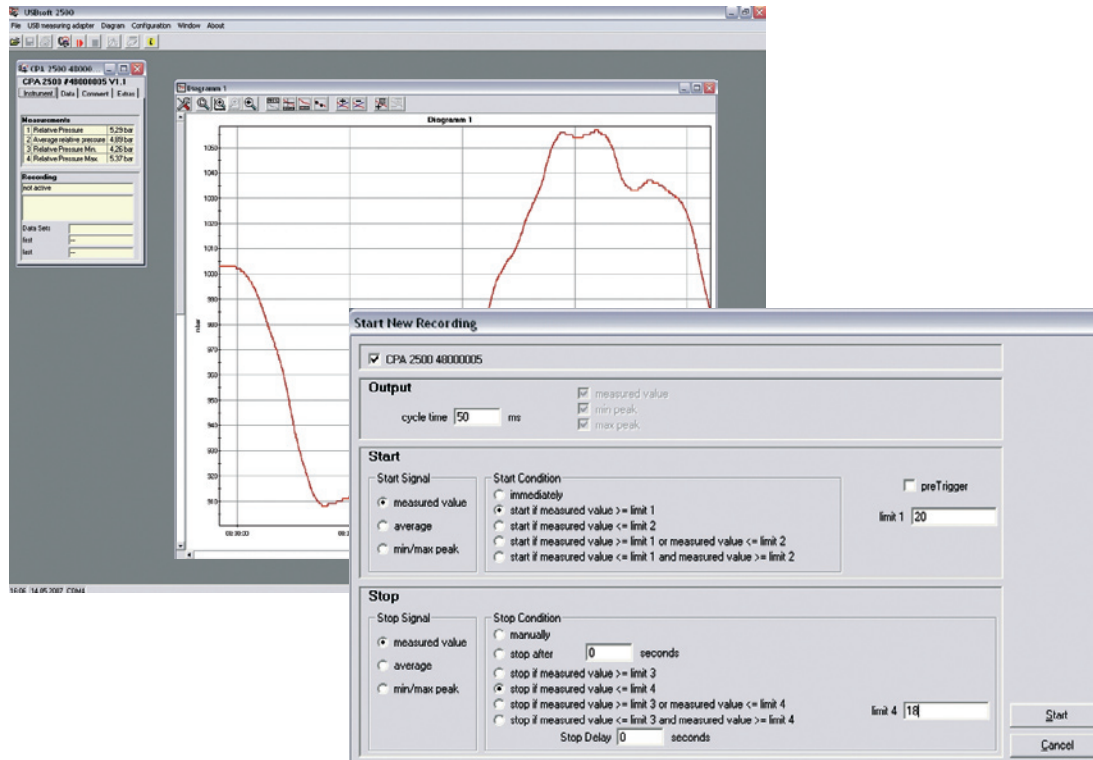 USBsoft 2500
File USB measuring adapter Diagram Configuration Window About
CPA 2500 48000...
CPA 2500 #48000005 V1.1
Instrument Data Connect Extras
Measurements
1 Relative Pressure 5,29 bar
2 Average relative pressure 4,89 bar
3 Relative Pressure Min. 4,26 bar
4 Relative Pressure Max. 5,37 bar
Recording
not active
Data Sets
first --
last --
Diagramm 1
Diagramm 1
1050
1040
1030
1020
1010
1000
990
980
970
960
950
940
930
920
910
mbar
16:06 14.05.2007 COM4
Start New Recording
CPA 2500 48000005
Output
cycle time 50 ms
measured value
min peak
max peak
Start
Start Signal
measured value
average
min/max peak
Start Condition
immediately
start if measured value >= limit 1
start if measured value <= limit 2
start if measured value >= limit 1 or measured value <= limit 2
start if measured value <= limit 1 and measured value >= limit 2
preTrigger
limit 1 20
Stop
Stop Signal
measured value
average
min/max peak
Stop Condition
manually
stop after 0 seconds
stop if measured value >= limit 3
stop if measured value <= limit 4
stop if measured value >= limit 3 or measured value <= limit 4
stop if measured value <= limit 3 and measured value >= limit 4
Stop Delay 0 seconds
limit 4 18
Start
Cancel